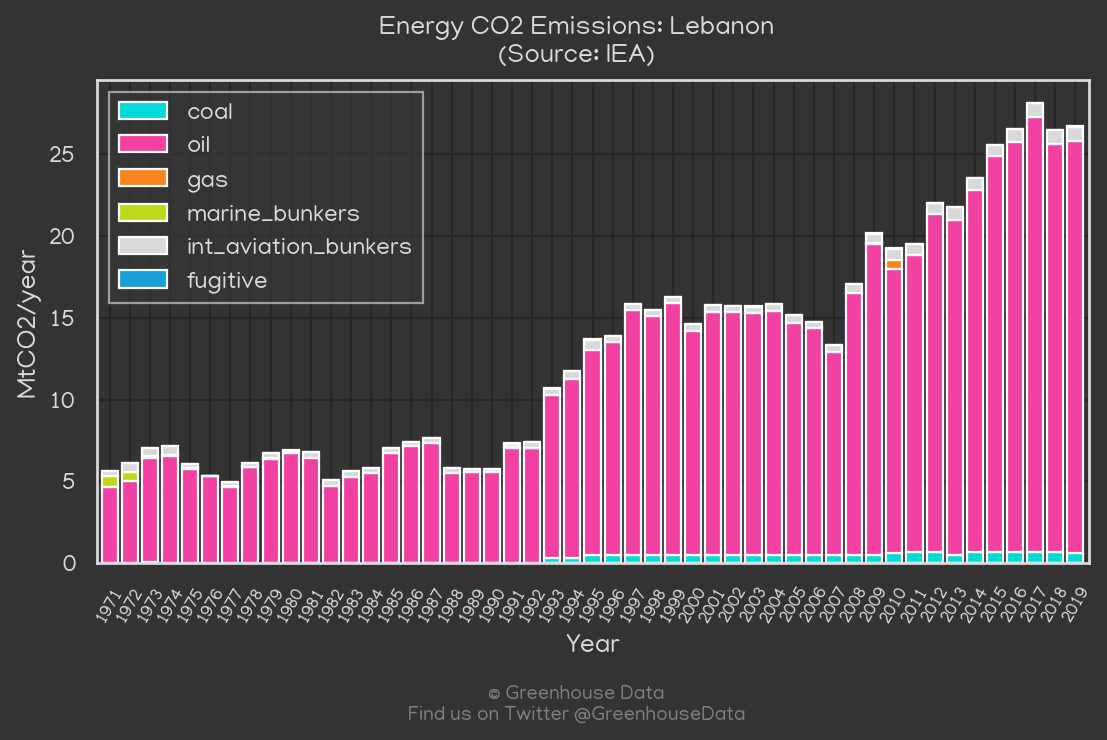 Energy CO2 Emissions: Lebanon
(Source: IEA)
coal
oil
gas
marine_bunkers
int_aviation_bunkers
fugitive
MtCO2/year
25
20
15
10
5
0
1971 1972 1973 1974 1975 1976 1977 1978 1979 1980 1981 1982 1983 1984 1985 1986 1987 1988 1989 1990 1991 1992 1993 1994 1995 1996 1997 1998 1999 2000 2001 2002 2003 2004 2005 2006 2007 2008 2009 2010 2011 2012 2013 2014 2015 2016 2017 2018 2019
Year
© Greenhouse Data
Find us on Twitter @GreenhouseData